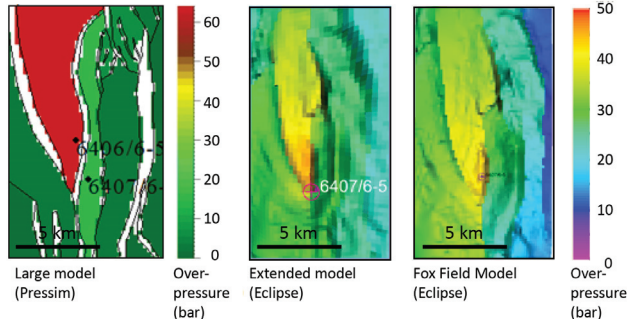 60
50
40
30
20
10
0
6406/6-5
6407/6-
5 km
Large model
(Pressim)
Over-
pressure
(bar)
6407/6-5
5 km
Extended model
(Eclipse)
5 km
Fox Field Model
(Eclipse)
50
40
30
20
10
0
Over-
pressure
(bar)